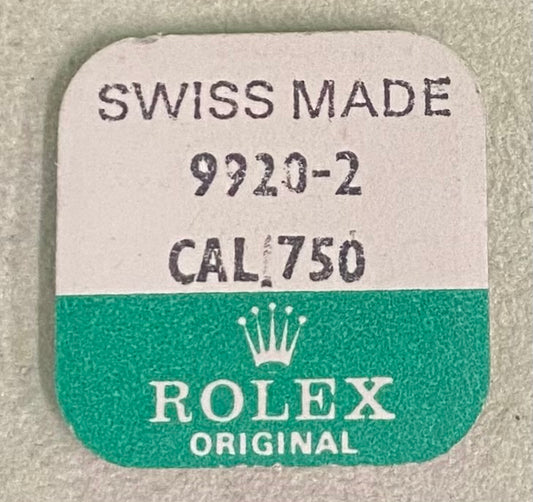 SWISS MADE
9920-2
CAL.750
ROLEX
ORIGINAL